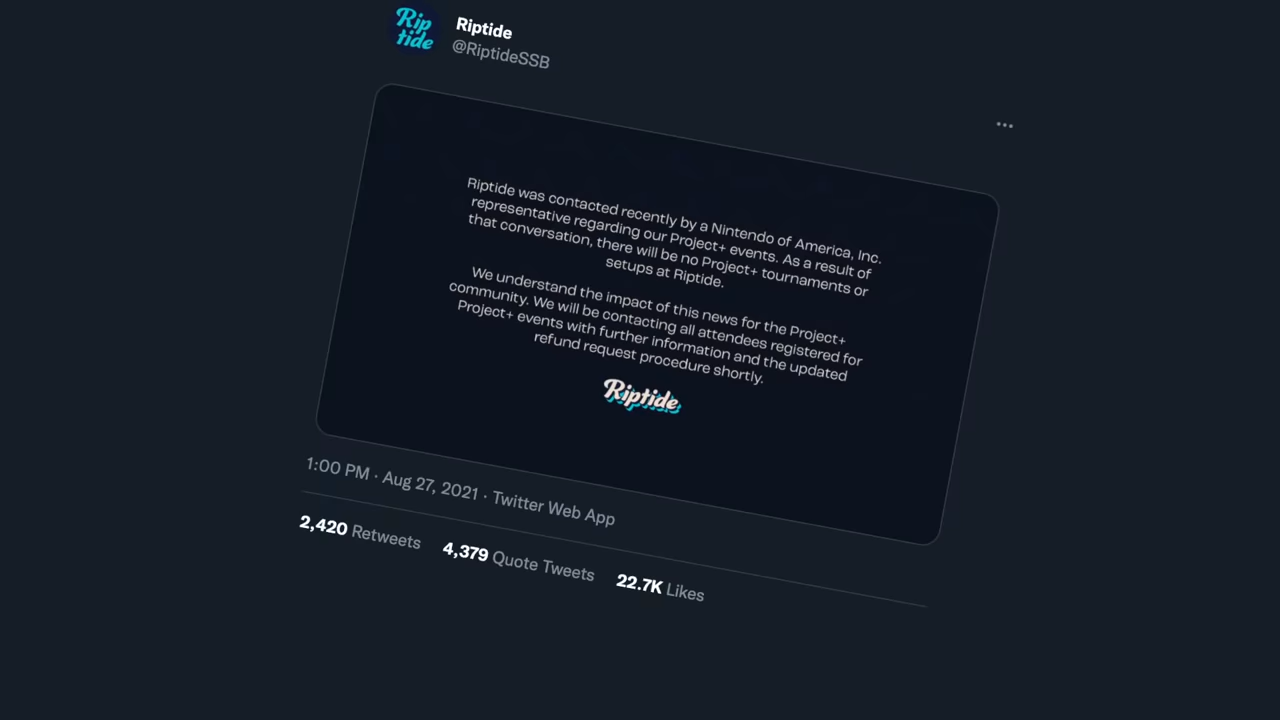 Rip
tide
Riptide
@RiptideSSB
Riptide was contacted recently by a Nintendo of America, Inc.
representative regarding our Project+ events. As a result of
that conversation, there will be no Project+ tournaments or
setups at Riptide.
We understand the impact of this news for the Project+
community. We will be contacting all attendees registered for
Project+ events with further information and the updated
refund request procedure shortly.
Riptide
1:00 PM · Aug 27, 2021 · Twitter Web App
2,420 Retweets 4,379 Quote Tweets 22.7K Likes